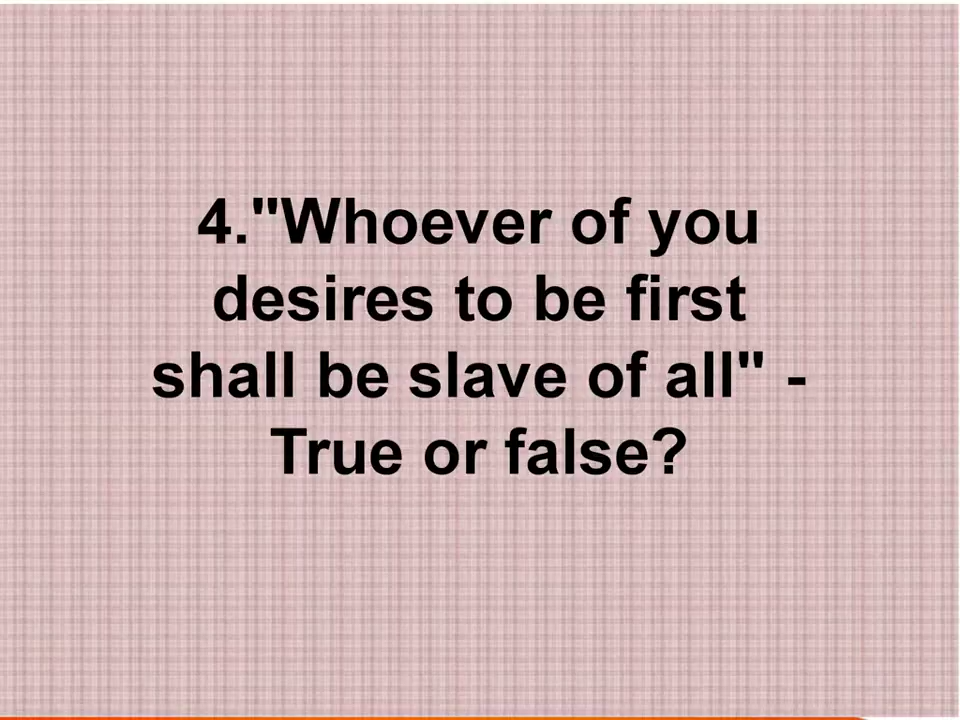 4."Whoever of you
desires to be first
shall be slave of all" -
True or false?